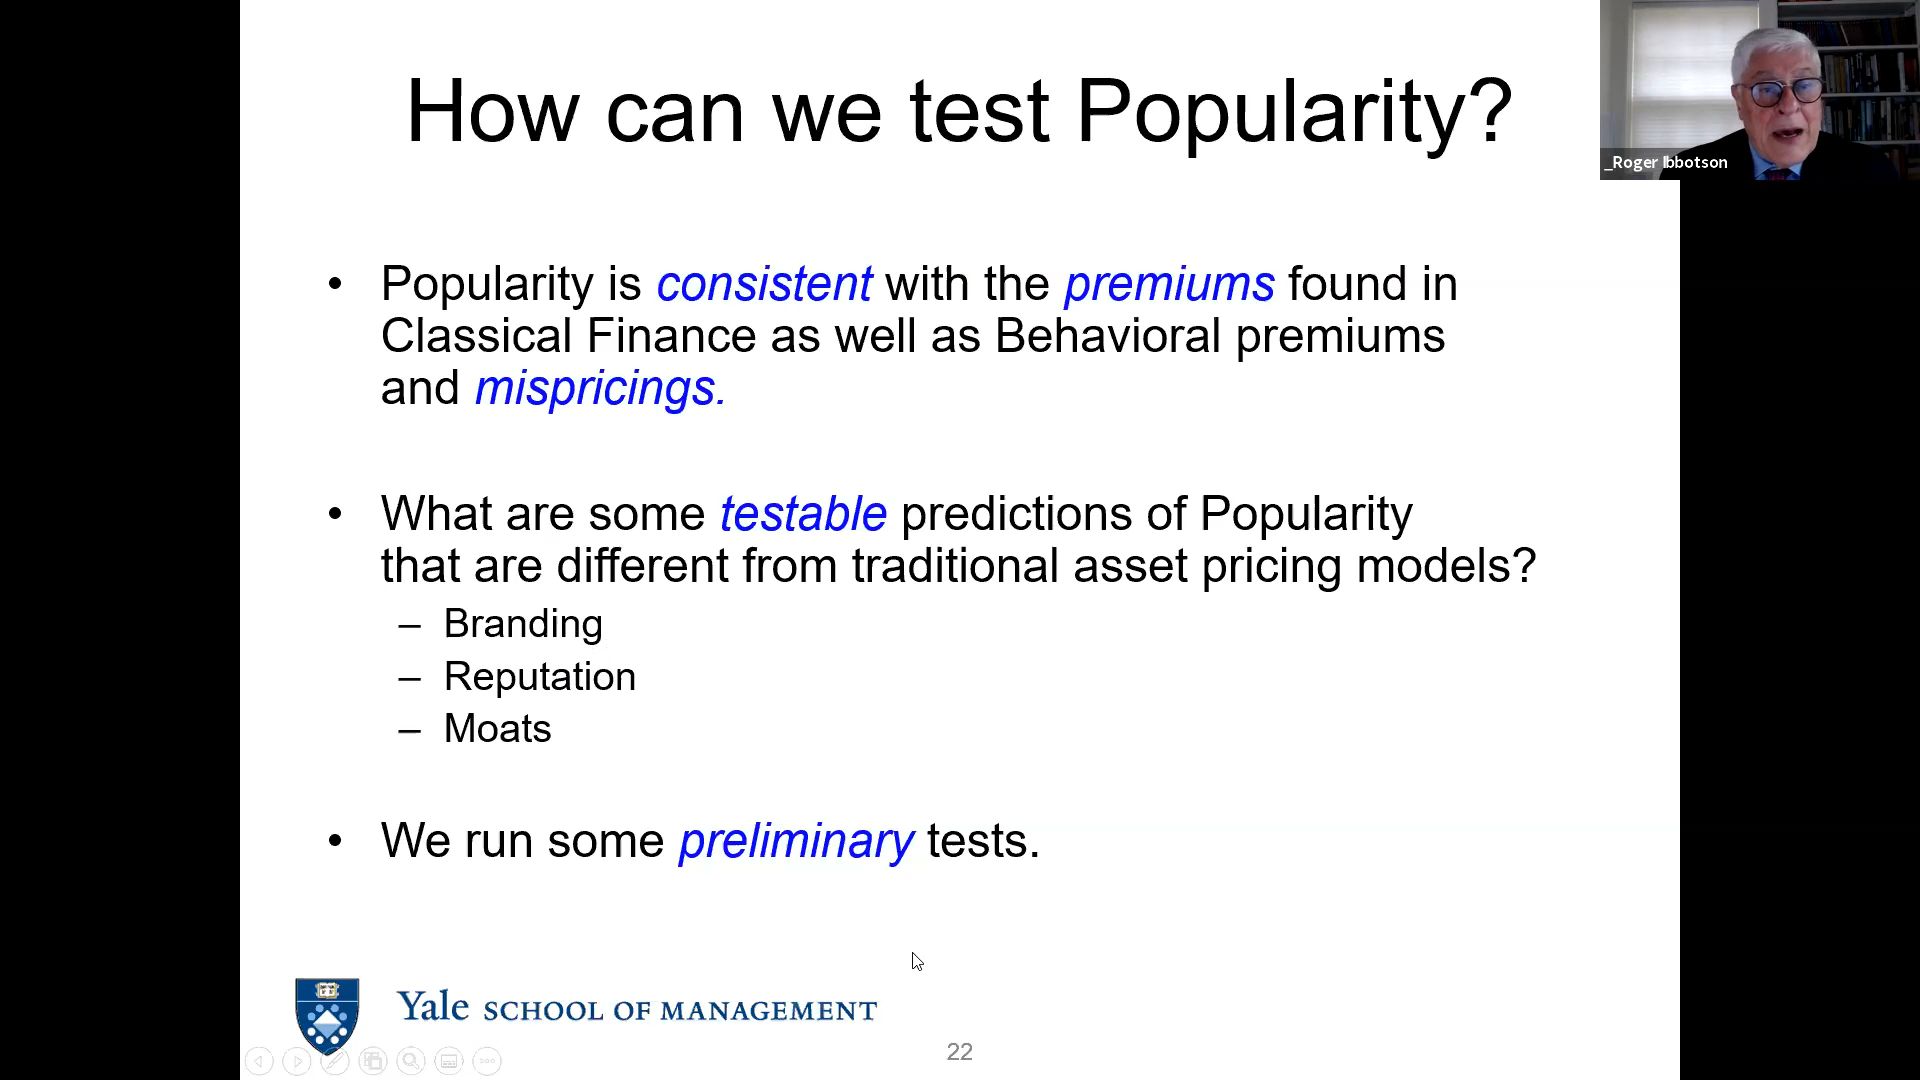 How can we test Popularity?
_Roger Ibbotson
• Popularity is consistent with the premiums found in
Classical Finance as well as Behavioral premiums
and mispricings.
• What are some testable predictions of Popularity
that are different from traditional asset pricing models?
– Branding
– Reputation
– Moats
• We run some preliminary tests.
Yale SCHOOL OF MANAGEMENT
22